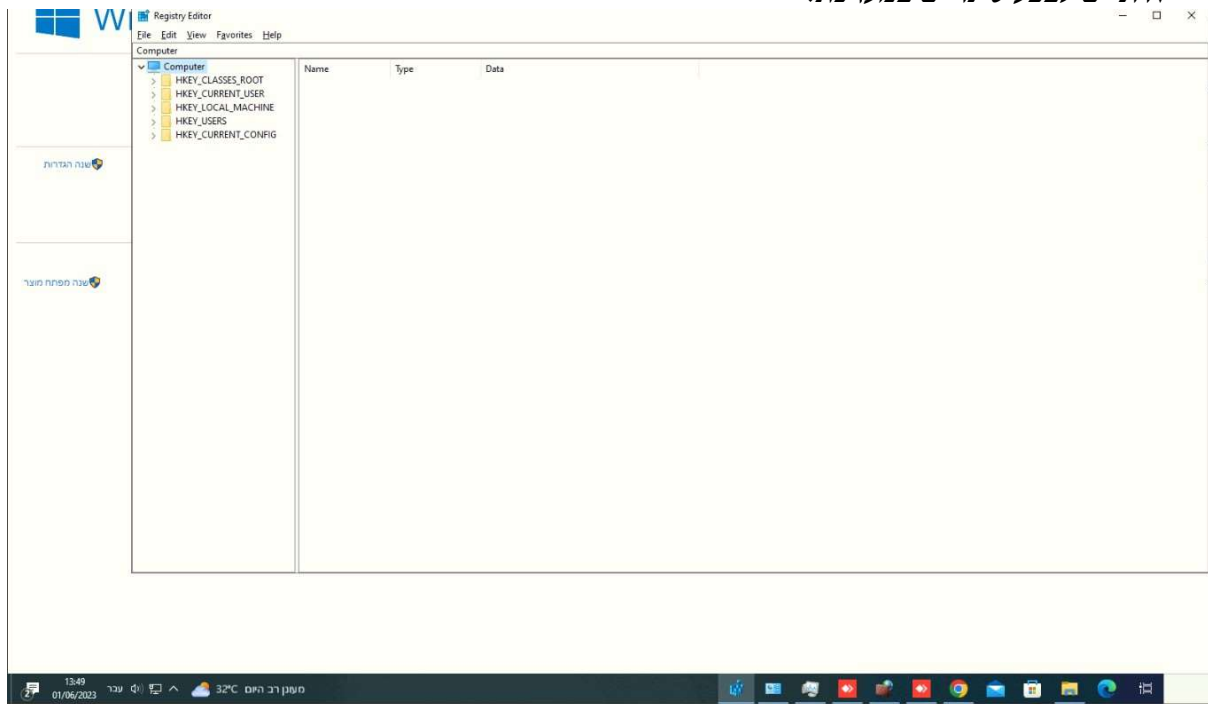 Registry Editor
File Edit View Favorites Help
Computer
Computer
Name Type Data
HKEY_CLASSES_ROOT
HKEY_CURRENT_USER
HKEY_LOCAL_MACHINE
HKEY_USERS
HKEY_CURRENT_CONFIG
שנה הגדרות
שנה מפתח מוצר
מעונן רב היום 32°C
עבר
13:49
01/06/2023
2